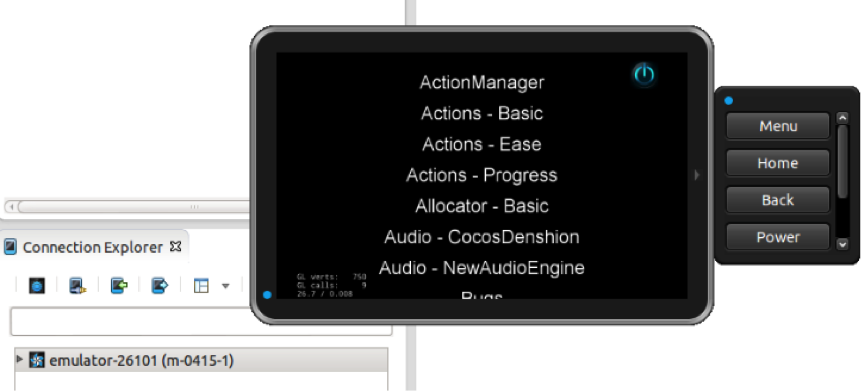 ActionManager
Actions - Basic
Actions - Ease
Actions - Progress
Allocator - Basic
Audio - CocosDenshion
Audio - NewAudioEngine
Bugs
GL verts: 750
GL calls: 9
26.7 / 0.008
Menu
Home
Back
Power
Connection Explorer
emulator-26101 (m-0415-1)